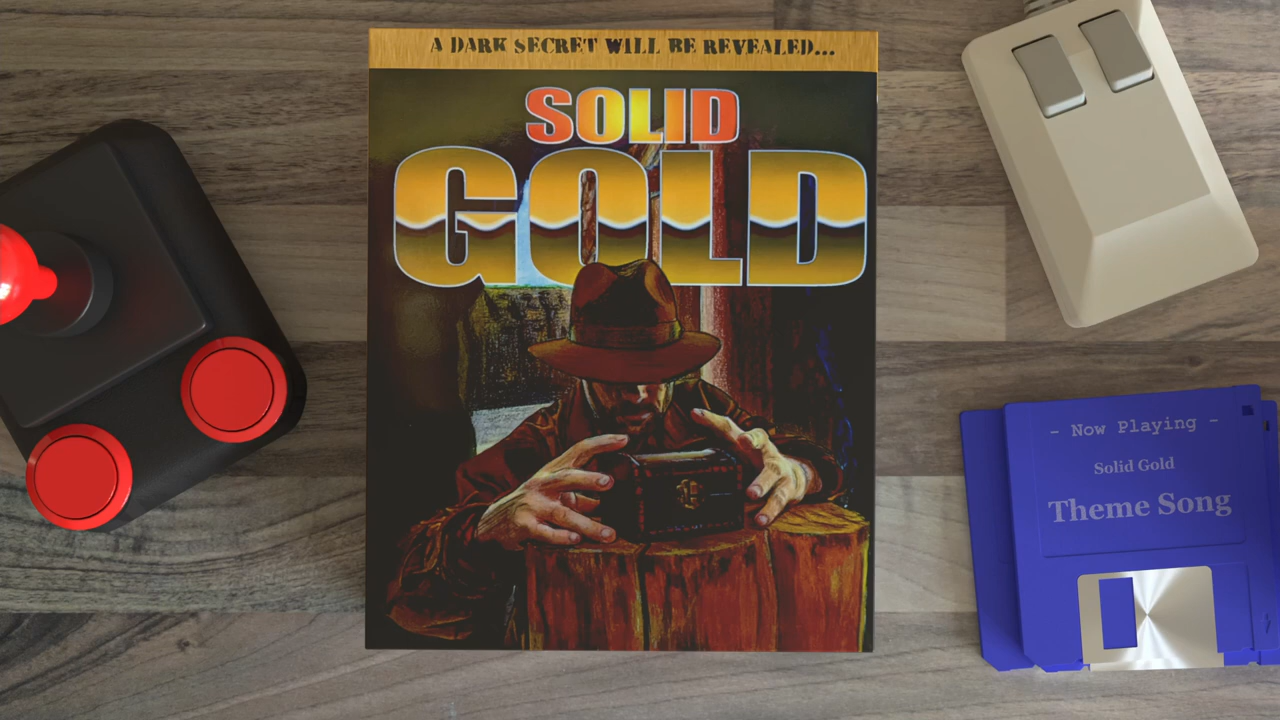 A DARK SECRET WILL BE REVEALED...
SOLID
GOLD
- Now Playing -
Solid Gold
Theme Song